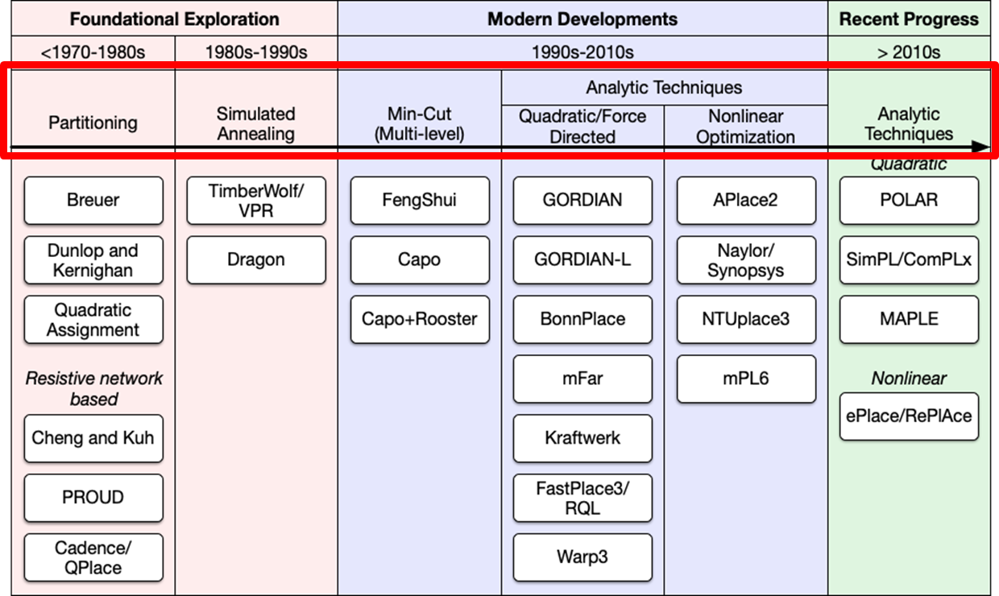 Foundational Exploration
Modern Developments
Recent Progress
<1970-1980s
1980s-1990s
1990s-2010s
> 2010s
Partitioning
Simulated
Annealing
Min-Cut
(Multi-level)
Analytic Techniques
Quadratic/Force
Directed
Nonlinear
Optimization
Analytic
Techniques
Breuer
Dunlop and
Kernighan
Quadratic
Assignment
Resistive network
based
Cheng and Kuh
PROUD
Cadence/
QPlace
TimberWolf/
VPR
Dragon
FengShui
Capo
Capo+Rooster
GORDIAN
GORDIAN-L
BonnPlace
mFar
Kraftwerk
FastPlace3/
RQL
Warp3
APlace2
Naylor/
Synopsys
NTUplace3
mPL6
Quadratic
POLAR
SimPL/ComPLx
MAPLE
Nonlinear
ePlace/RePlAce